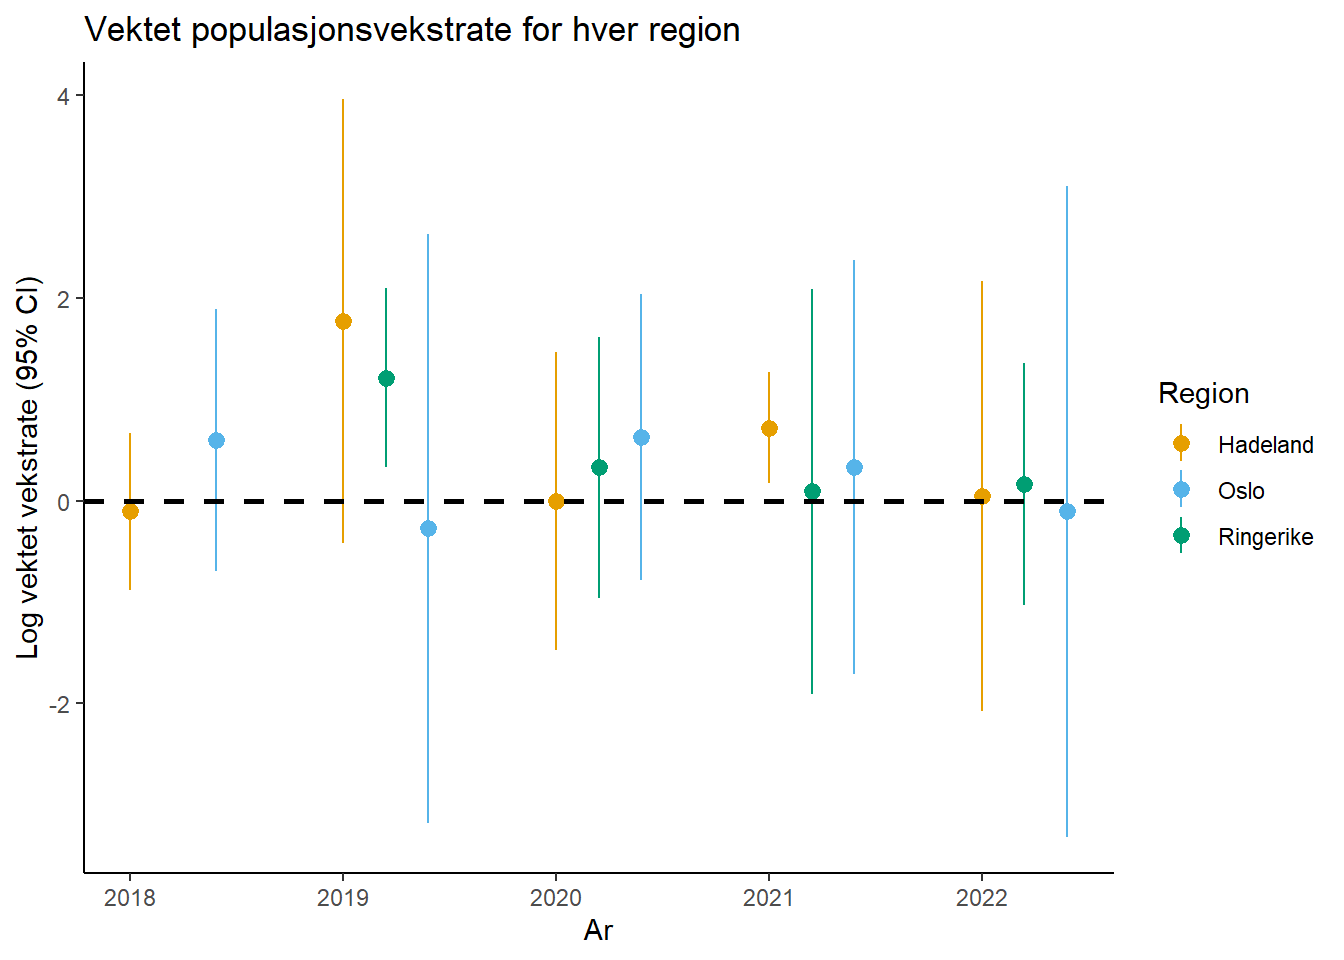 Vektet populasjonsvekstrate for hver region
Log vektet vekstrate (95% CI)
4
2
0
-2
2018
2019
2020
2021
2022
Ar
Region
Hadeland
Oslo
Ringerike